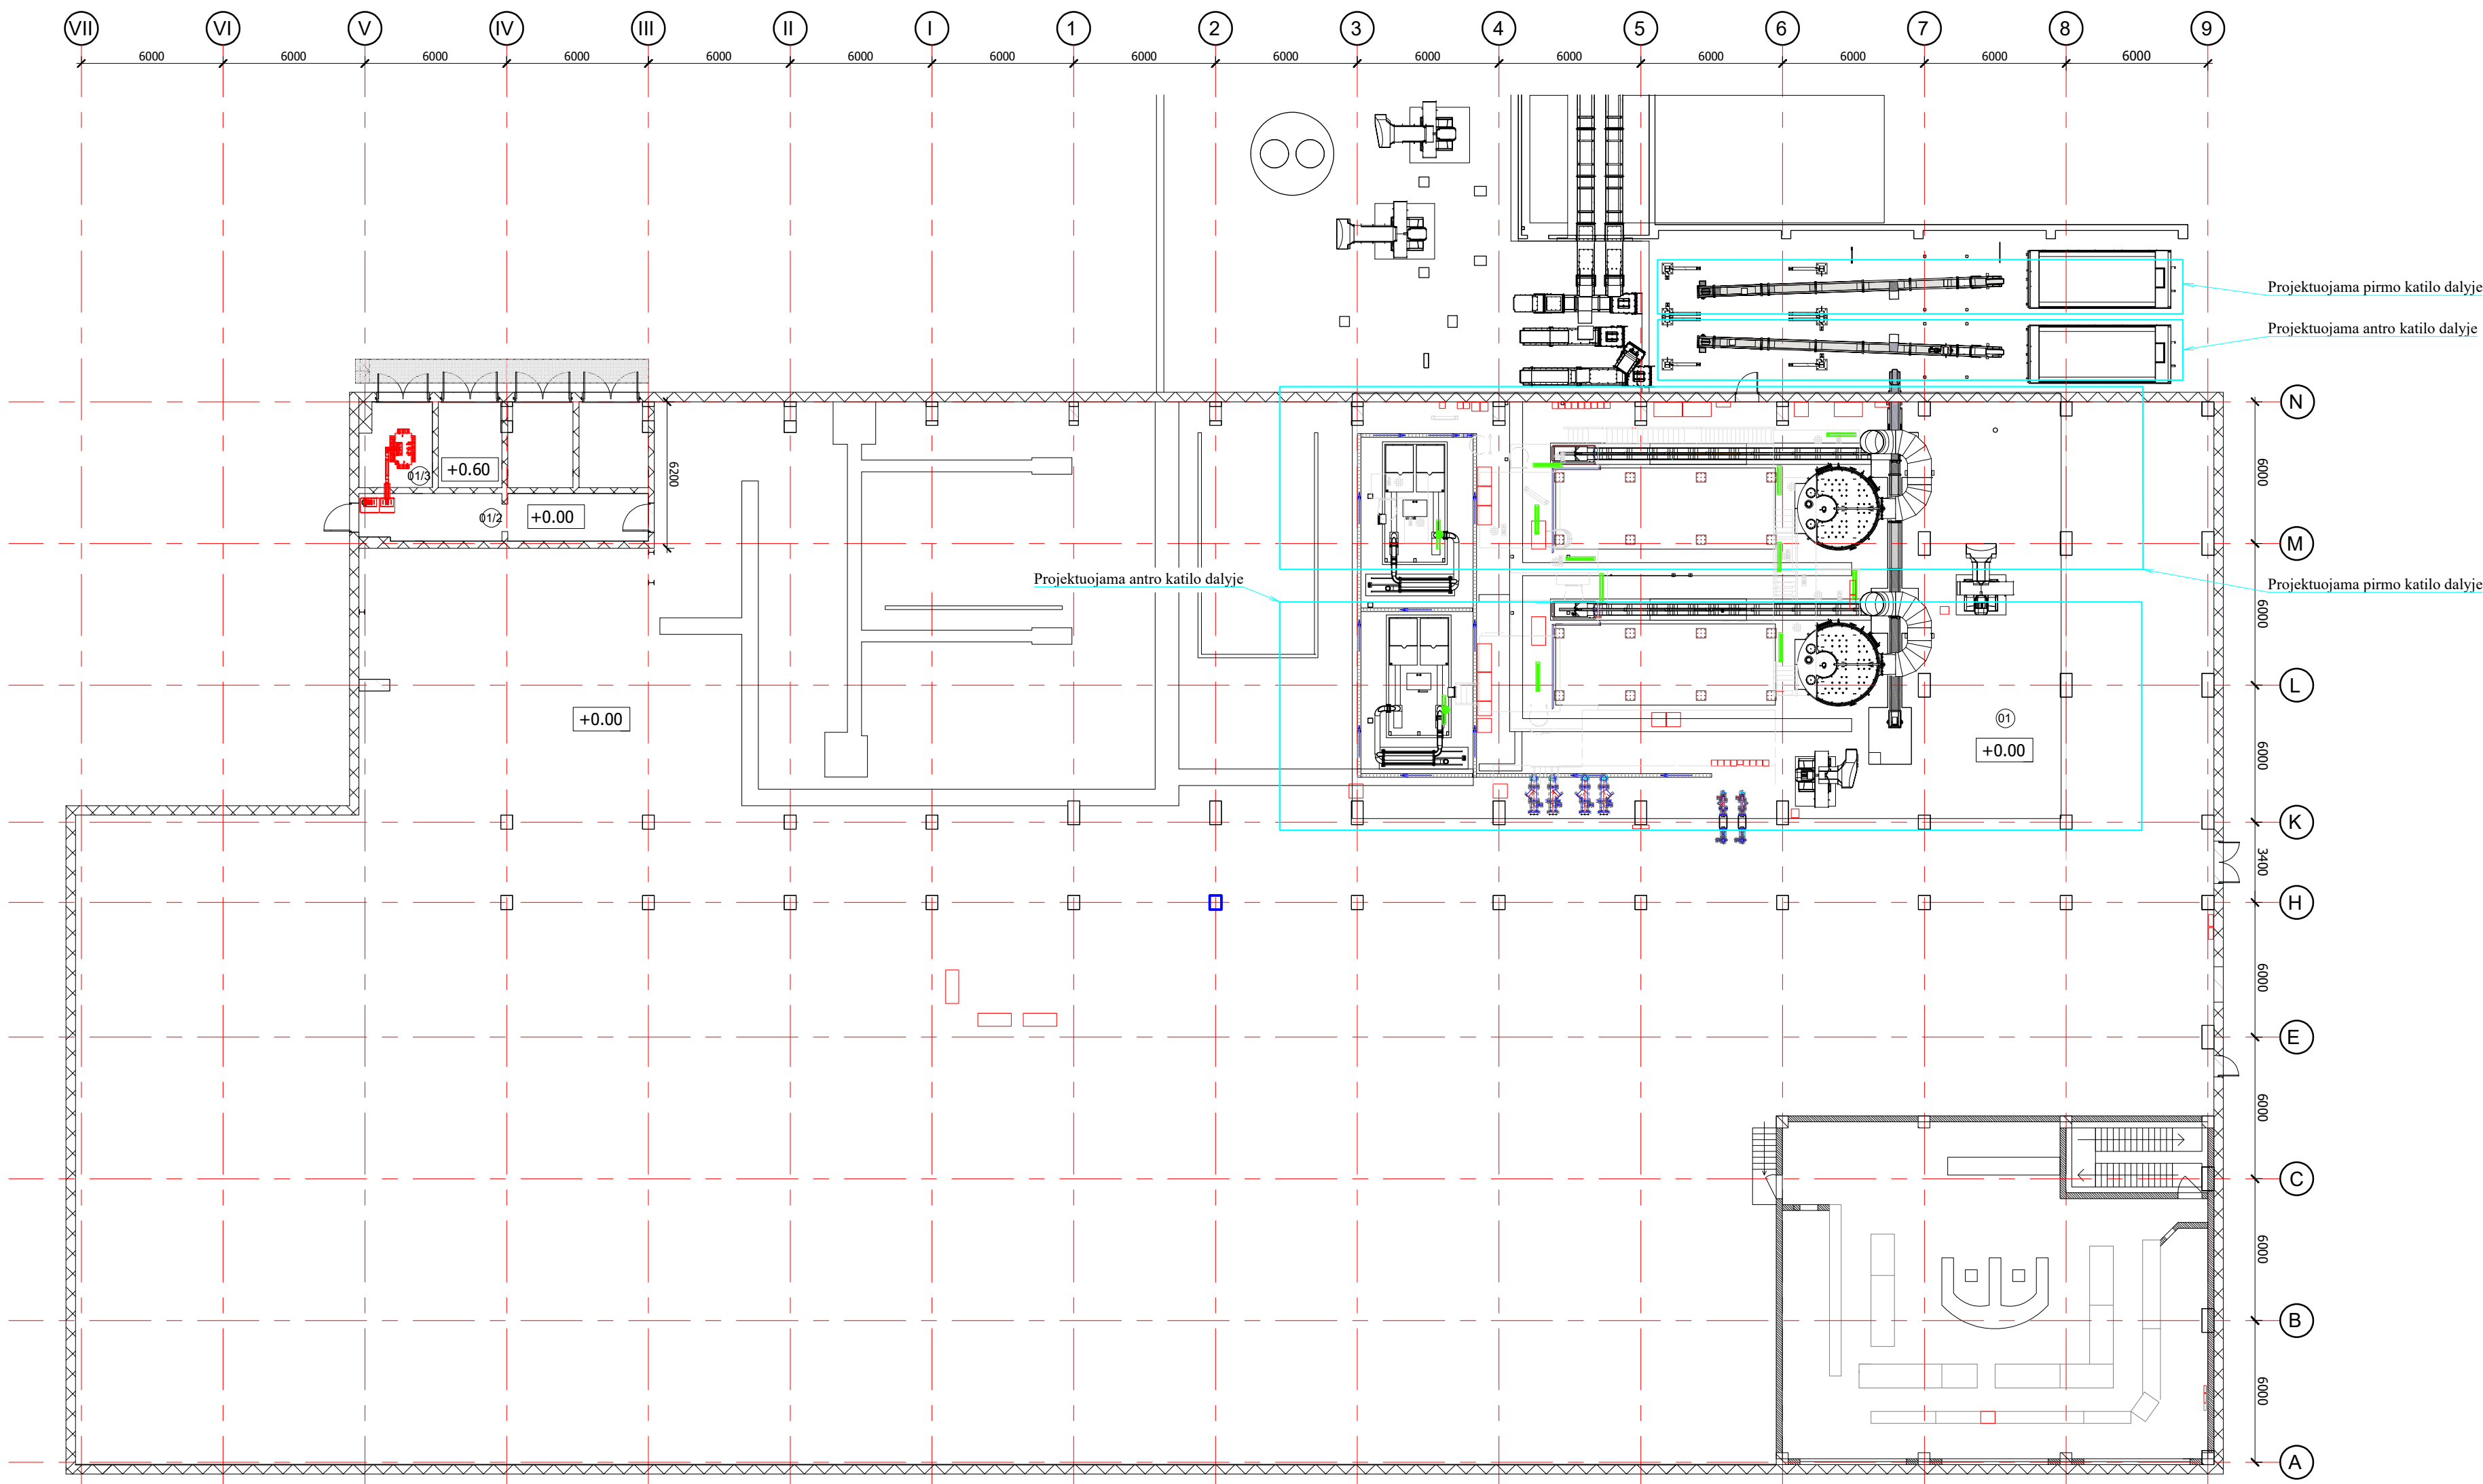 VII VI V IV III II I 1 2 3 4 5 6 7 8 9
6000 6000 6000 6000 6000 6000 6000 6000 6000 6000 6000 6000 6000 6000 6000
Projektuojama pirmo katilo dalyje
Projektuojama antro katilo dalyje
N
01/3 +0.60
6200
6000
01/2 +0.00
M
Projektuojama antro katilo dalyje
Projektuojama pirmo katilo dalyje
6000
L
+0.00
01
+0.00
6000
K
3400
H
6000
E
6000
C
6000
B
6000
A